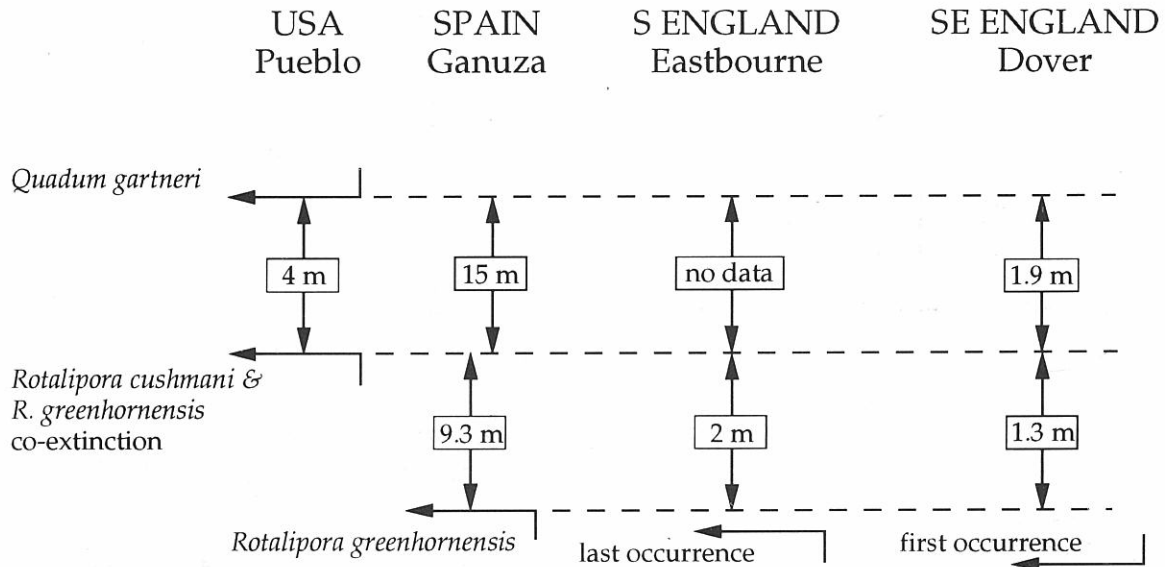 USA SPAIN S ENGLAND SE ENGLAND
Pueblo Ganuza Eastbourne Dover
Quadum gartneri
4 m 15 m no data 1.9 m
Rotalipora cushmani &
R. greenhornensis
co-extinction
9.3 m 2 m 1.3 m
Rotalipora greenhornensis last occurrence first occurrence